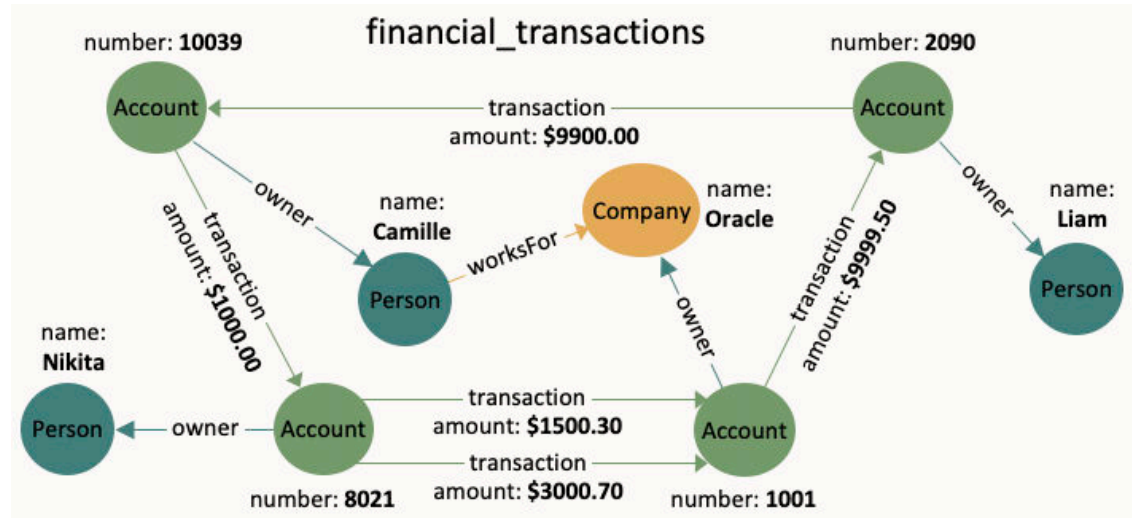 financial_transactions
number: 10039
number: 2090
Account
transaction
amount: $9900.00
Account
owner
name:
Camille
Company
name:
Oracle
owner
name:
Liam
transaction
amount: $1000.00
worksFor
Person
transaction
amount: $9999.50
Person
name:
Nikita
owner
Person
owner
Account
transaction
amount: $1500.30
transaction
amount: $3000.70
Account
number: 8021
number: 1001